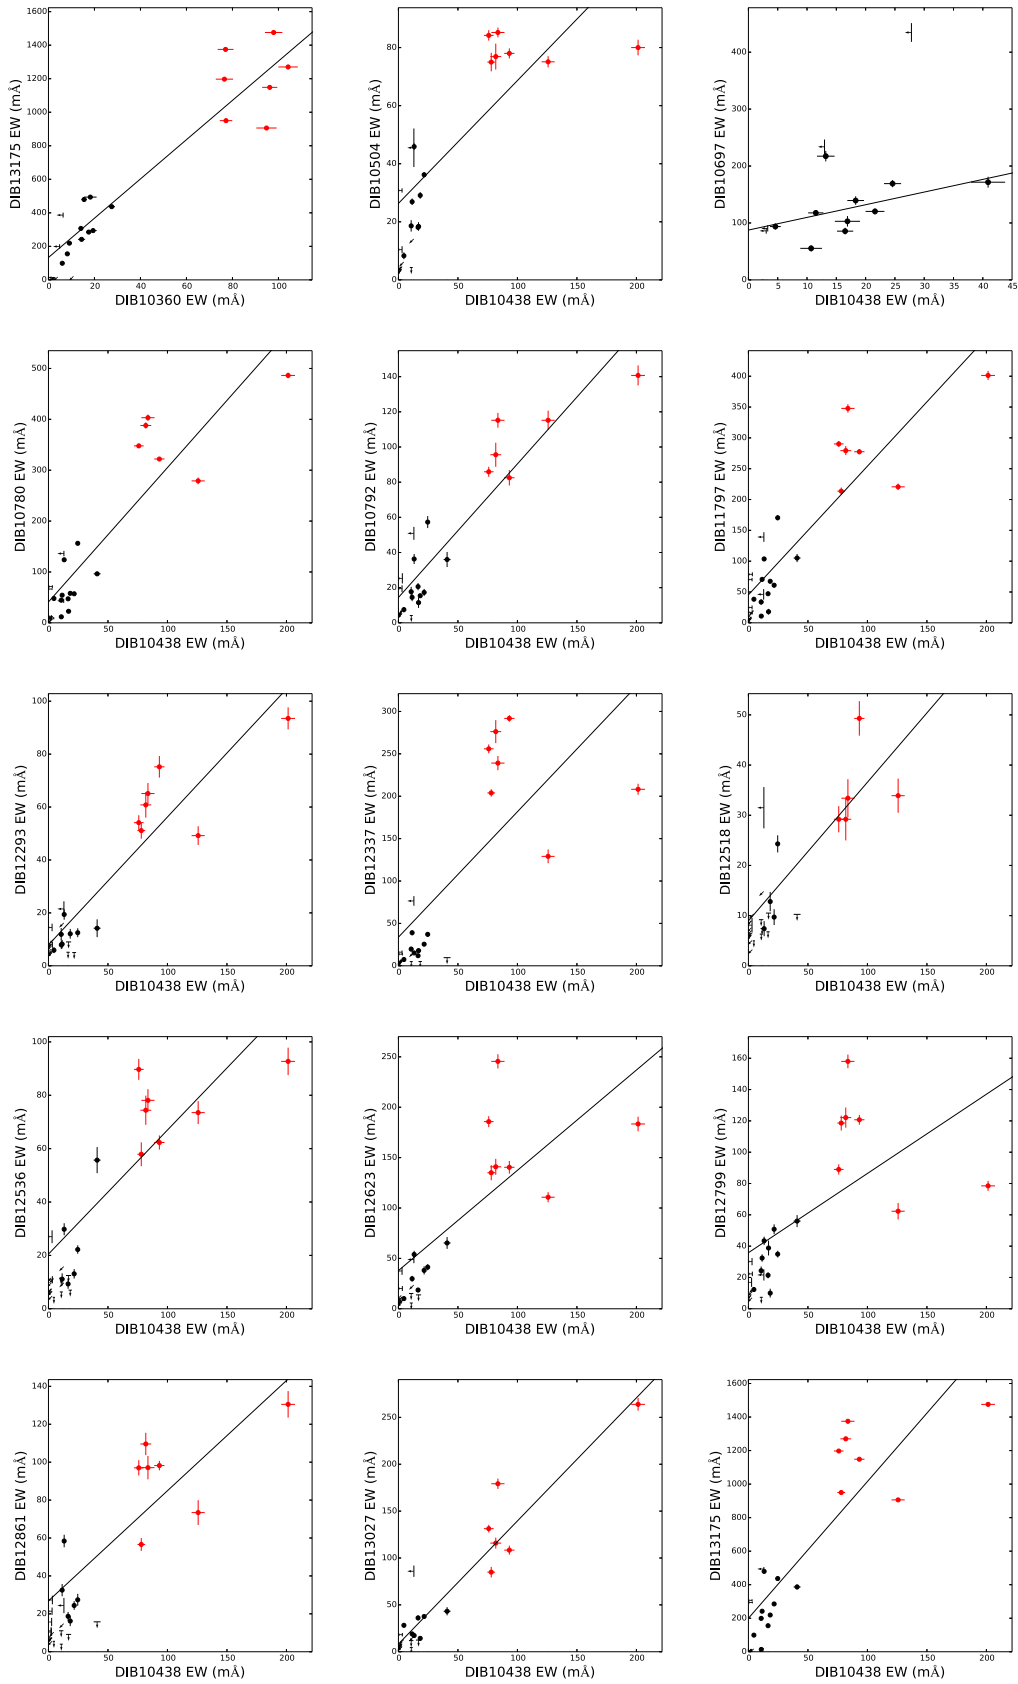 1600
1400
1200
1000
800
600
400
200
0
DIB13175 EW (mÅ)
0 20 40 60 80 100
DIB10360 EW (mÅ)
80
60
40
20
0
DIB10504 EW (mÅ)
0 50 100 150 200
DIB10438 EW (mÅ)
400
300
200
100
0
DIB10697 EW (mÅ)
0 5 10 15 20 25 30 35 40 45
DIB10438 EW (mÅ)
500
400
300
200
100
0
DIB10780 EW (mÅ)
0 50 100 150 200
DIB10438 EW (mÅ)
140
120
100
80
60
40
20
0
DIB10792 EW (mÅ)
0 50 100 150 200
DIB10438 EW (mÅ)
400
350
300
250
200
150
100
50
0
DIB11797 EW (mÅ)
0 50 100 150 200
DIB10438 EW (mÅ)
100
80
60
40
20
0
DIB12293 EW (mÅ)
0 50 100 150 200
DIB10438 EW (mÅ)
300
250
200
150
100
50
0
DIB12337 EW (mÅ)
0 50 100 150 200
DIB10438 EW (mÅ)
50
40
30
20
10
0
DIB12518 EW (mÅ)
0 50 100 150 200
DIB10438 EW (mÅ)
100
80
60
40
20
0
DIB12536 EW (mÅ)
0 50 100 150 200
DIB10438 EW (mÅ)
250
200
150
100
50
0
DIB12623 EW (mÅ)
0 50 100 150 200
DIB10438 EW (mÅ)
160
140
120
100
80
60
40
20
0
DIB12799 EW (mÅ)
0 50 100 150 200
DIB10438 EW (mÅ)
140
120
100
80
60
40
20
0
DIB12861 EW (mÅ)
0 50 100 150 200
DIB10438 EW (mÅ)
250
200
150
100
50
0
DIB13027 EW (mÅ)
0 50 100 150 200
DIB10438 EW (mÅ)
1600
1400
1200
1000
800
600
400
200
0
DIB13175 EW (mÅ)
0 50 100 150 200
DIB10438 EW (mÅ)